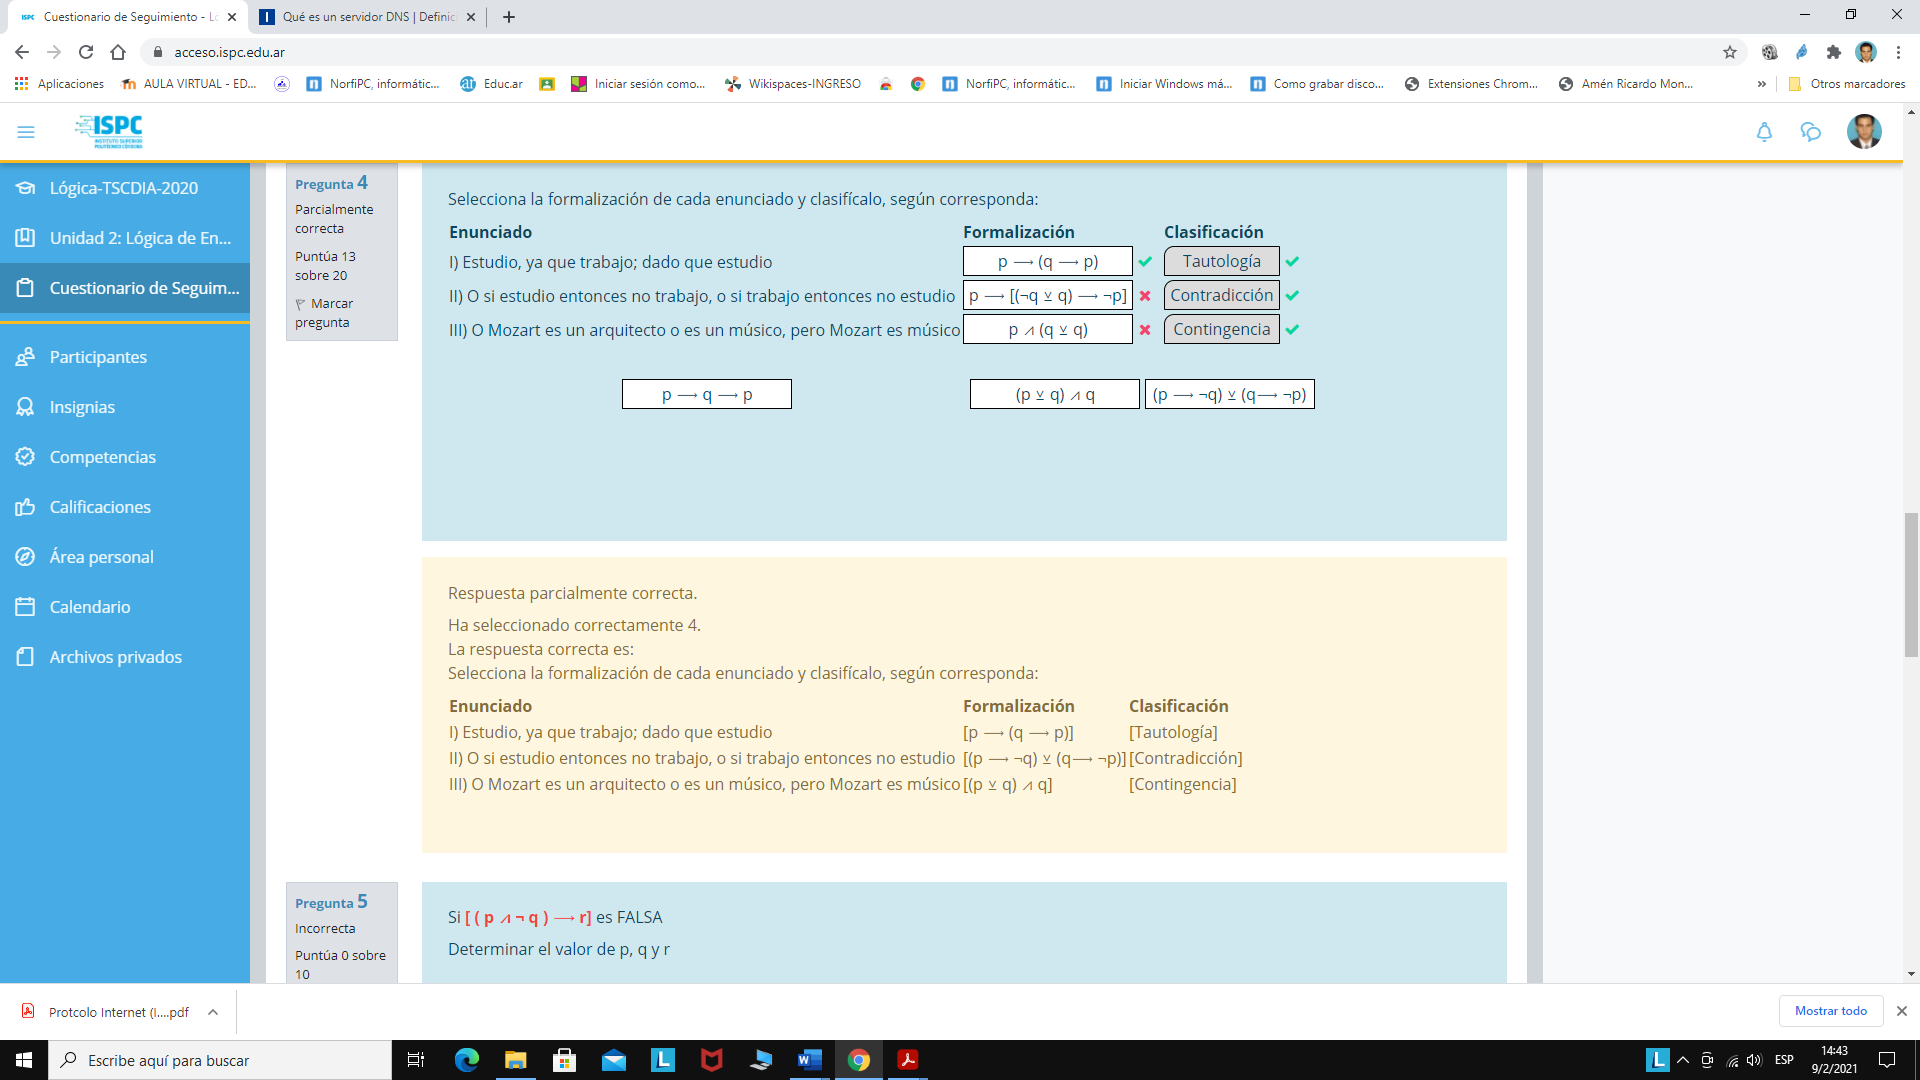 Cuestionario de Seguimiento - Lo
Qué es un servidor DNS | Definici
acceso.ispc.edu.ar
Aplicaciones
AULA VIRTUAL - ED...
NorfiPC, informátic...
Educ.ar
Iniciar sesión como...
Wikispaces-INGRESO
NorfiPC, informátic...
Iniciar Windows má...
Como grabar disco...
Extensiones Chrom...
Amén Ricardo Mon...
»
Otros marcadores
ISPC
INSTITUTO SUPERIOR
POLITÉCNICO CÓRDOBA
Lógica-TSCDIA-2020
Unidad 2: Lógica de En...
Cuestionario de Seguim...
Participantes
Insignias
Competencias
Calificaciones
Área personal
Calendario
Archivos privados
Pregunta 4
Parcialmente
correcta
Puntúa 13
sobre 20
Marcar
pregunta
Selecciona la formalización de cada enunciado y clasifícalo, según corresponda:
Enunciado Formalización Clasificación
I) Estudio, ya que trabajo; dado que estudio p ⟶ (q ⟶ p) Tautología
II) O si estudio entonces no trabajo, o si trabajo entonces no estudio p ⟶ [(¬q ⊻ q) ⟶ ¬p] Contradicción
III) O Mozart es un arquitecto o es un músico, pero Mozart es músico p ⩘ (q ⊻ q) Contingencia
p ⟶ q ⟶ p (p ⊻ q) ⩘ q (p ⟶ ¬q) ⊻ (q⟶ ¬p)
Respuesta parcialmente correcta.
Ha seleccionado correctamente 4.
La respuesta correcta es:
Selecciona la formalización de cada enunciado y clasifícalo, según corresponda:
Enunciado Formalización Clasificación
I) Estudio, ya que trabajo; dado que estudio [p ⟶ (q ⟶ p)] [Tautología]
II) O si estudio entonces no trabajo, o si trabajo entonces no estudio [(p ⟶ ¬q) ⊻ (q⟶ ¬p)] [Contradicción]
III) O Mozart es un arquitecto o es un músico, pero Mozart es músico [(p ⊻ q) ⩘ q] [Contingencia]
Pregunta 5
Incorrecta
Puntúa 0 sobre
10
Si [ ( p ⩘ ¬ q ) ⟶ r] es FALSA
Determinar el valor de p, q y r
Protcolo Internet (I....pdf
Mostrar todo
Escribe aquí para buscar
ESP
14:43
9/2/2021